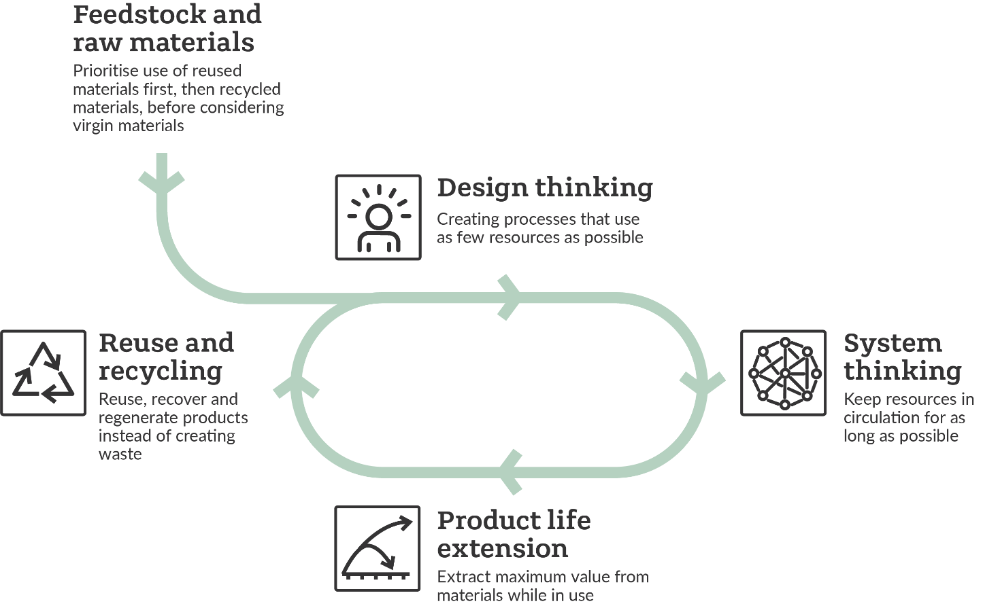 Feedstock and
raw materials
Prioritise use of reused
materials first, then recycled
materials, before considering
virgin materials
Design thinking
Creating processes that use
as few resources as possible
Reuse and
recycling
Reuse, recover and
regenerate products
instead of creating
waste
System
thinking
Keep resources in
circulation for as
long as possible
Product life
extension
Extract maximum value from
materials while in use